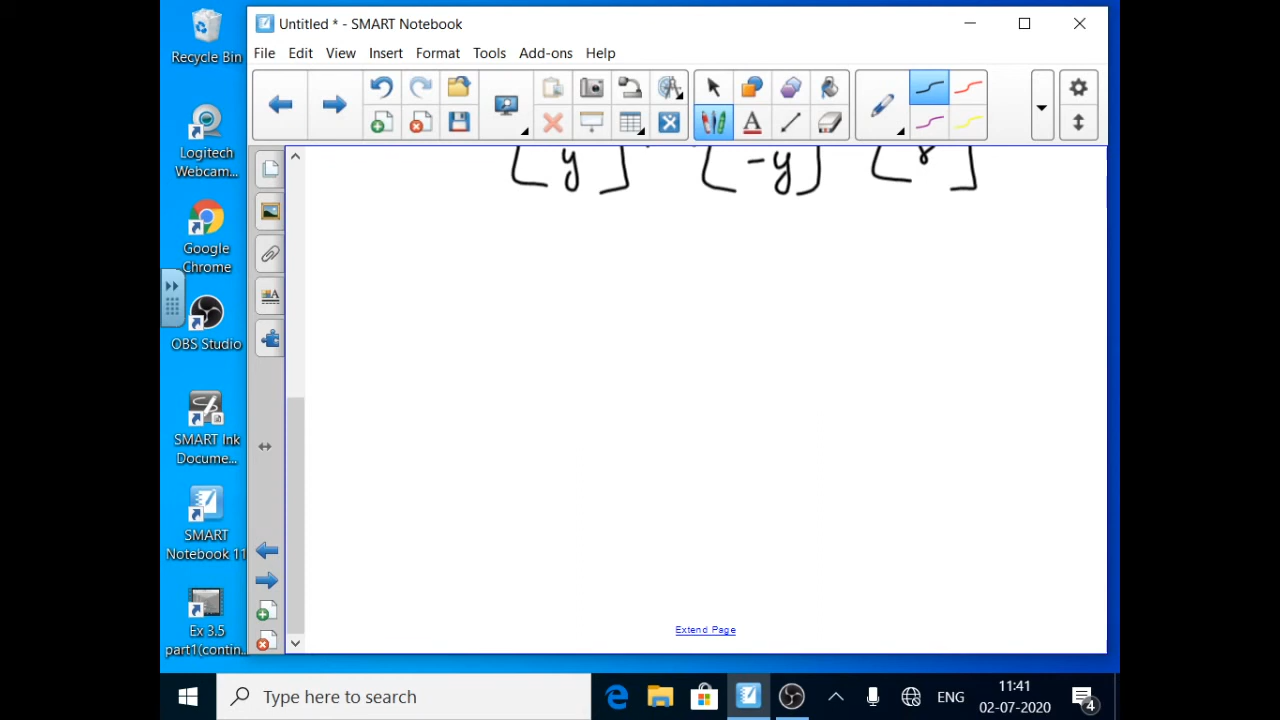 Recycle Bin
Logitech
Webcam...
Google
Chrome
OBS Studio
SMART Ink
Docume...
SMART
Notebook 11
Ex 3.5
part1(contin...
Untitled * - SMART Notebook
File Edit View Insert Format Tools Add-ons Help
[ y ] [ -y ] [ ]
Extend Page
Type here to search
ENG
11:41
02-07-2020
4